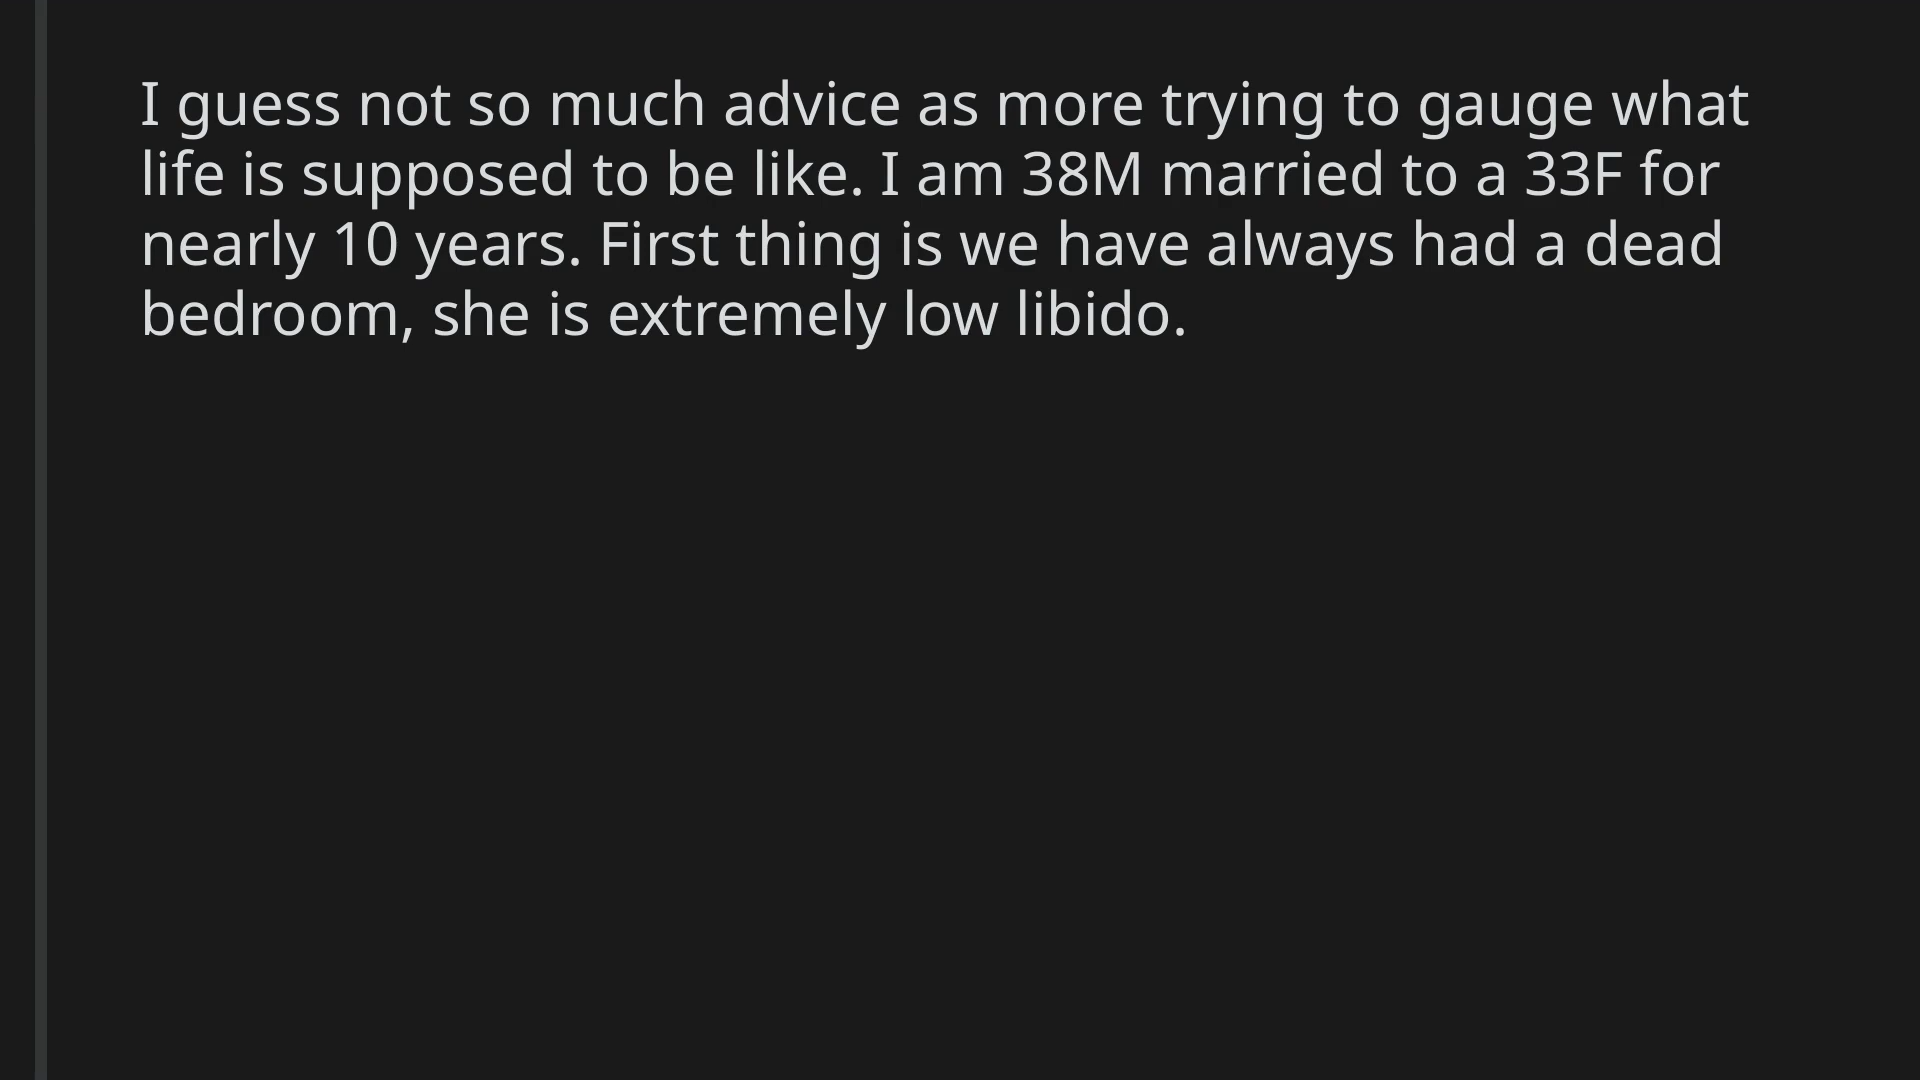 I guess not so much advice as more trying to gauge what
life is supposed to be like. I am 38M married to a 33F for
nearly 10 years. First thing is we have always had a dead
bedroom, she is extremely low libido.